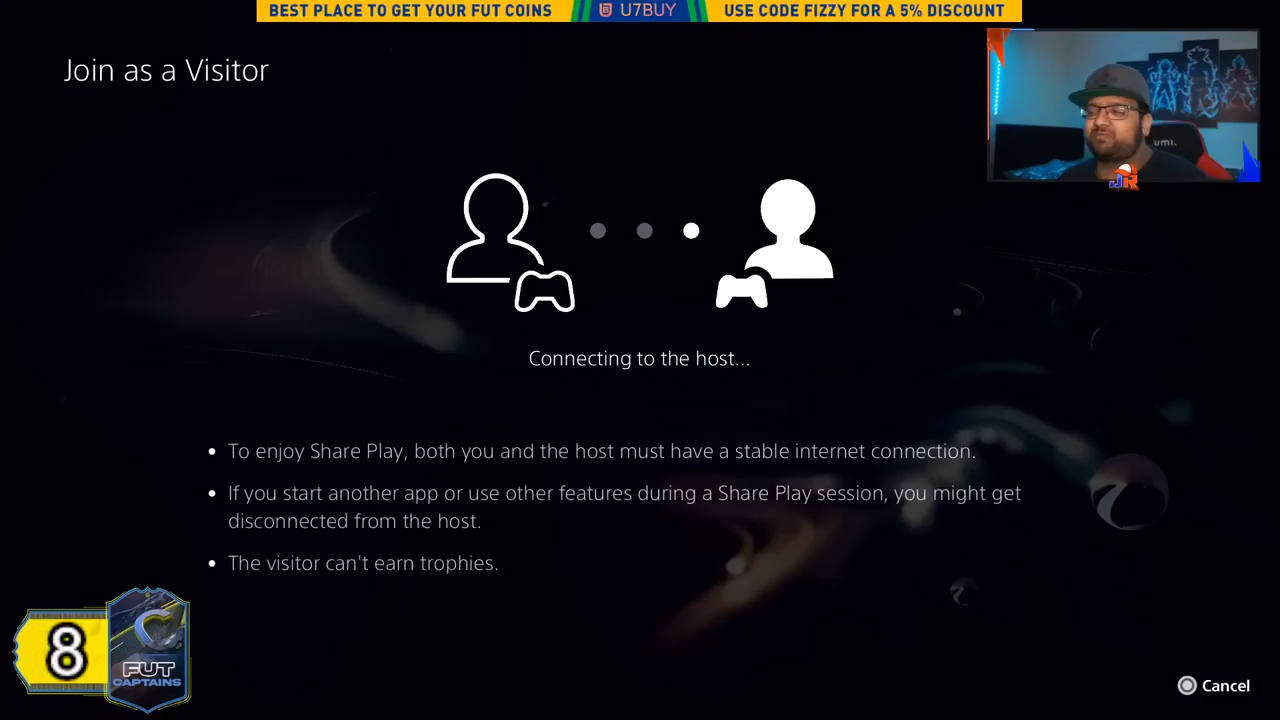 BEST PLACE TO GET YOUR FUT COINS U7BUY USE CODE FIZZY FOR A 5% DISCOUNT
Join as a Visitor
umi.
JR
Connecting to the host...
• To enjoy Share Play, both you and the host must have a stable internet connection.
• If you start another app or use other features during a Share Play session, you might get
disconnected from the host.
• The visitor can't earn trophies.
8
FUT
CAPTAINS
Cancel